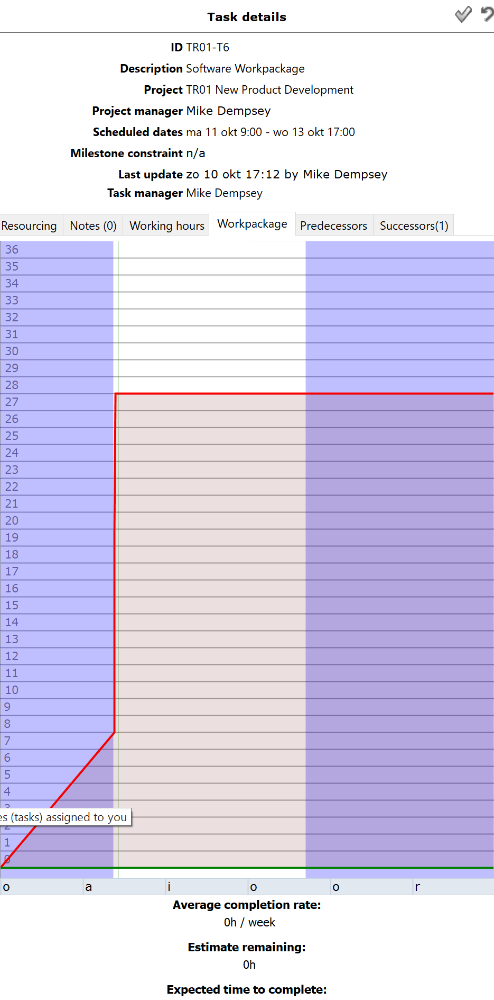 Task details
ID TR01-T6
Description Software Workpackage
Project TR01 New Product Development
Project manager Mike Dempsey
Scheduled dates ma 11 okt 9:00 - wo 13 okt 17:00
Milestone constraint n/a
Last update zo 10 okt 17:12 by Mike Dempsey
Task manager Mike Dempsey
Resourcing Notes (0) Working hours Workpackage Predecessors Successors(1)
36
35
34
33
32
31
30
29
28
27
26
25
24
23
22
21
20
19
18
17
16
15
14
13
12
11
10
9
8
7
6
5
4
3
es (tasks) assigned to you
2
1
0
o a i o o r
Average completion rate:
0h / week
Estimate remaining:
0h
Expected time to complete: